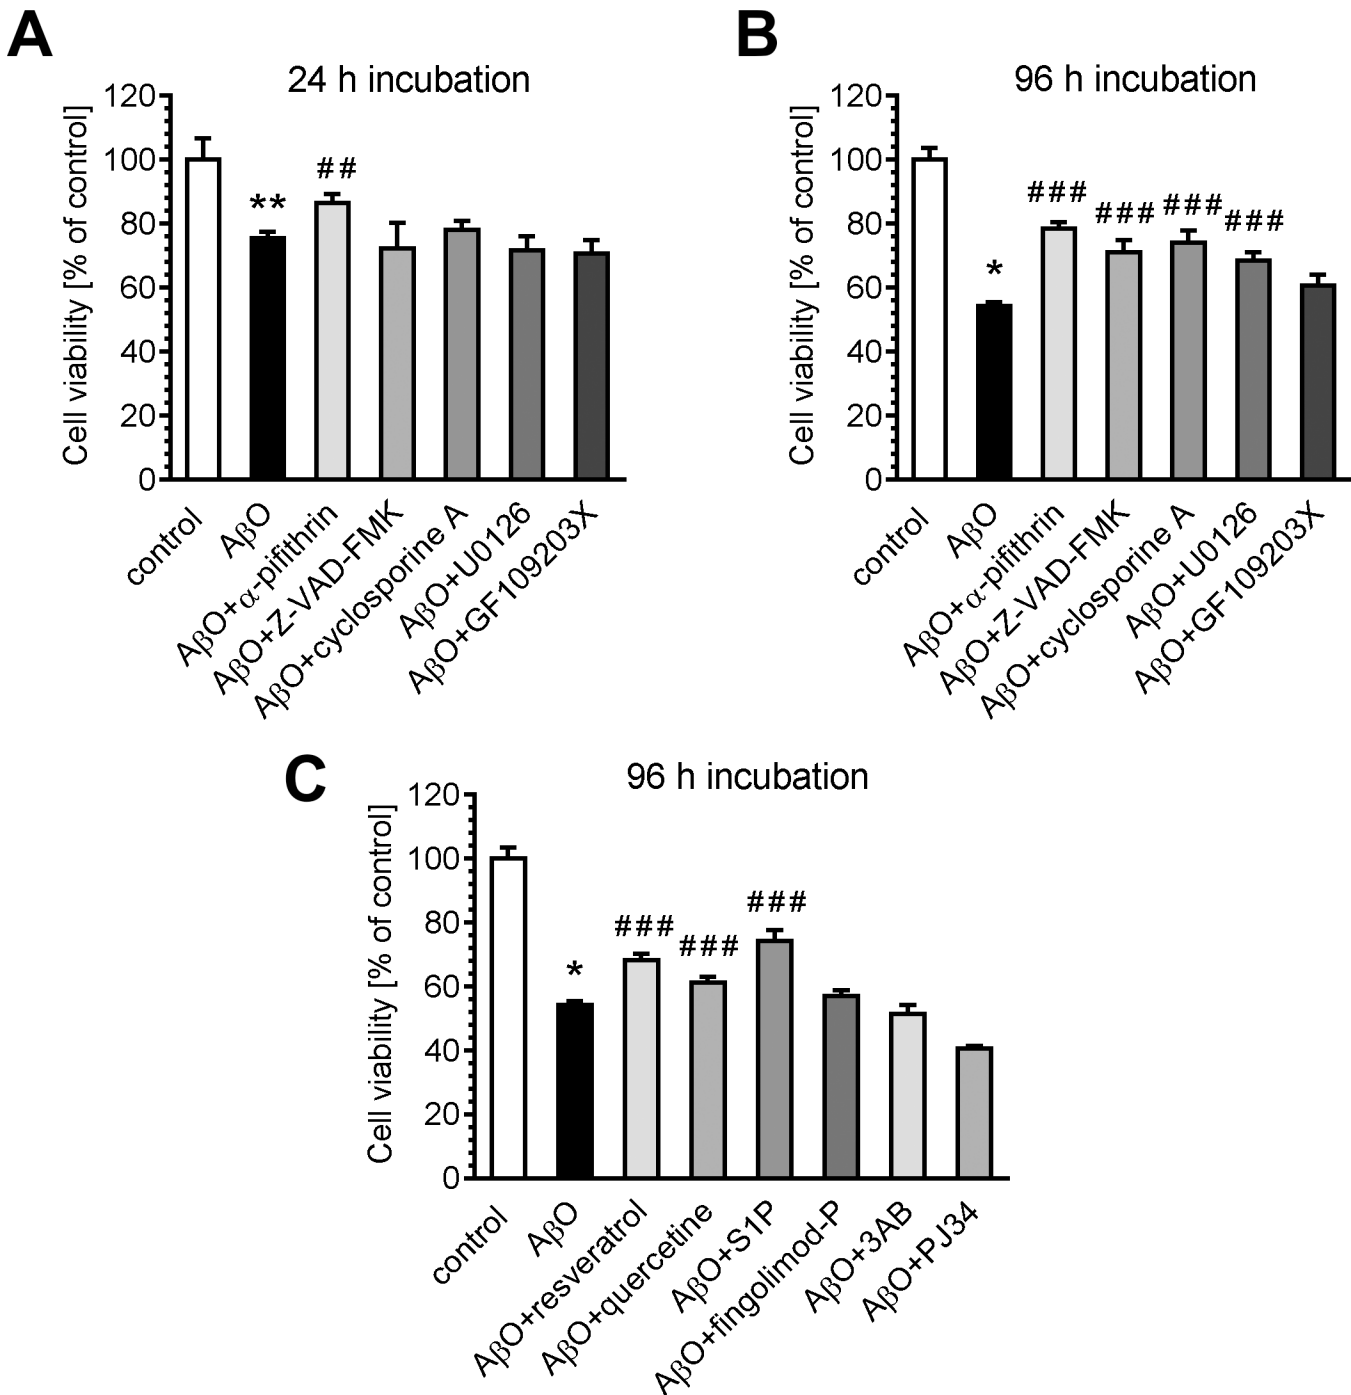 A
24 h incubation
Cell viability [% of control]
120
100
80
60
40
20
0
**
##
control
AβO
AβO+α-pifithrin
AβO+Z-VAD-FMK
AβO+cyclosporine A
AβO+U0126
AβO+GF109203X
B
96 h incubation
Cell viability [% of control]
120
100
80
60
40
20
0
*
###
###
###
###
control
AβO
AβO+α-pifithrin
AβO+Z-VAD-FMK
AβO+cyclosporine A
AβO+U0126
AβO+GF109203X
C
96 h incubation
Cell viability [% of control]
120
100
80
60
40
20
0
*
###
###
###
control
AβO
AβO+resveratrol
AβO+quercetine
AβO+S1P
AβO+fingolimod-P
AβO+3AB
AβO+PJ34